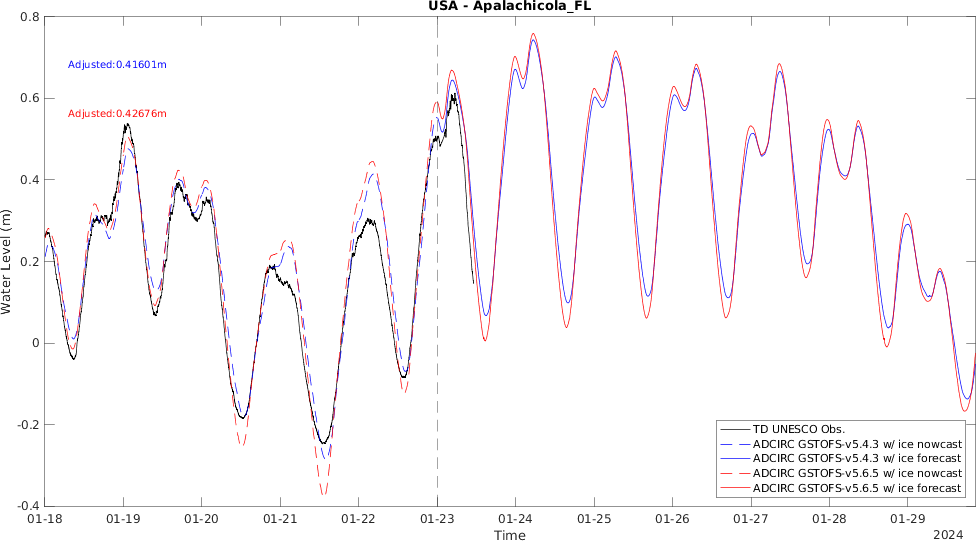 USA - Apalachicola_FL
0.8
Adjusted:0.41601m
0.6
Adjusted:0.42676m
0.4
0.2
0
-0.2
-0.4
Water Level (m)
TD UNESCO Obs.
ADCIRC GSTOFS-v5.4.3 w/ ice nowcast
ADCIRC GSTOFS-v5.4.3 w/ ice forecast
ADCIRC GSTOFS-v5.6.5 w/ ice nowcast
ADCIRC GSTOFS-v5.6.5 w/ ice forecast
01-18 01-19 01-20 01-21 01-22 01-23 01-24 01-25 01-26 01-27 01-28 01-29
Time
2024